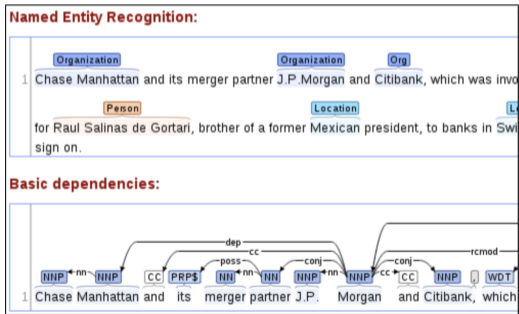 Named Entity Recognition:
Organization Organization Org
1 Chase Manhattan and its merger partner J.P.Morgan and Citibank, which was invo
Person Location Lo
for Raul Salinas de Gortari, brother of a former Mexican president, to banks in Swi
sign on.
Basic dependencies:
dep
cc rcmod
poss conj conj
NNP nn NNP CC PRP$ NN nn NN NNP nn NNP cc CC NNP , WDT
1 Chase Manhattan and its merger partner J.P. Morgan and Citibank, which